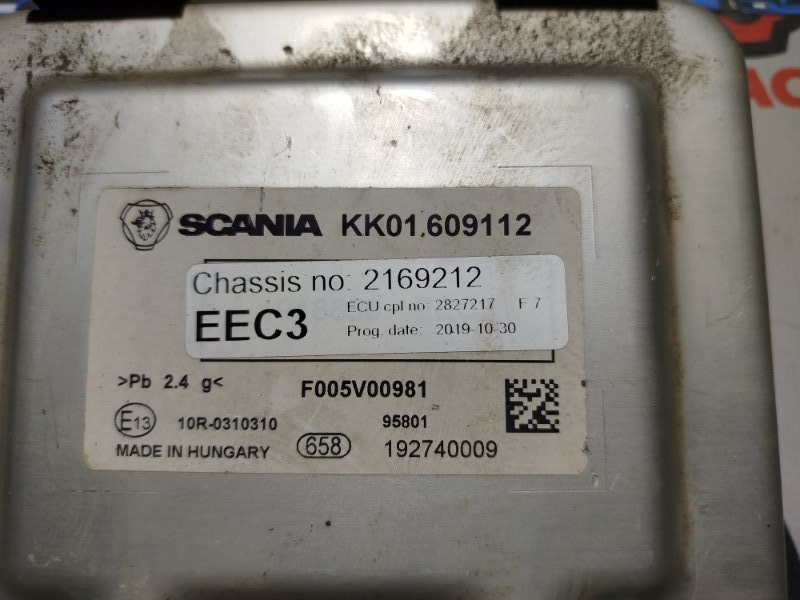 SCANIA KK01.609112
Chassis no: 2169212
ECU cpl no: 2827217 F 7
EEC3 Prog. date: 2019-10-30
>Pb 2.4 g< F005V00981
E13 10R-0310310 95801
MADE IN HUNGARY 658 192740009
AC